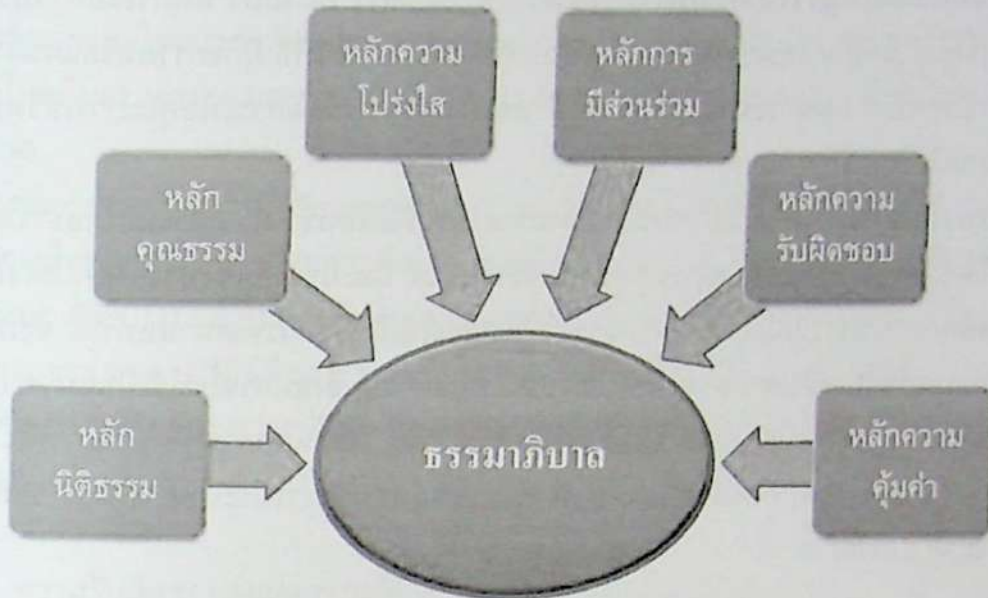 หลักความ
โปร่งใส
หลักการ
มีส่วนร่วม
หลัก
คุณธรรม
หลักความ
รับผิดชอบ
หลัก
นิติธรรม
ธรรมาภิบาล
หลักความ
คุ้มค่า